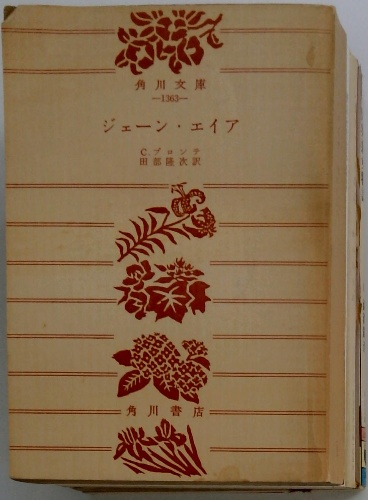 角川文庫
—1363—
ジェーン・エイア
C. ブロンテ
田部隆次訳
角川書店